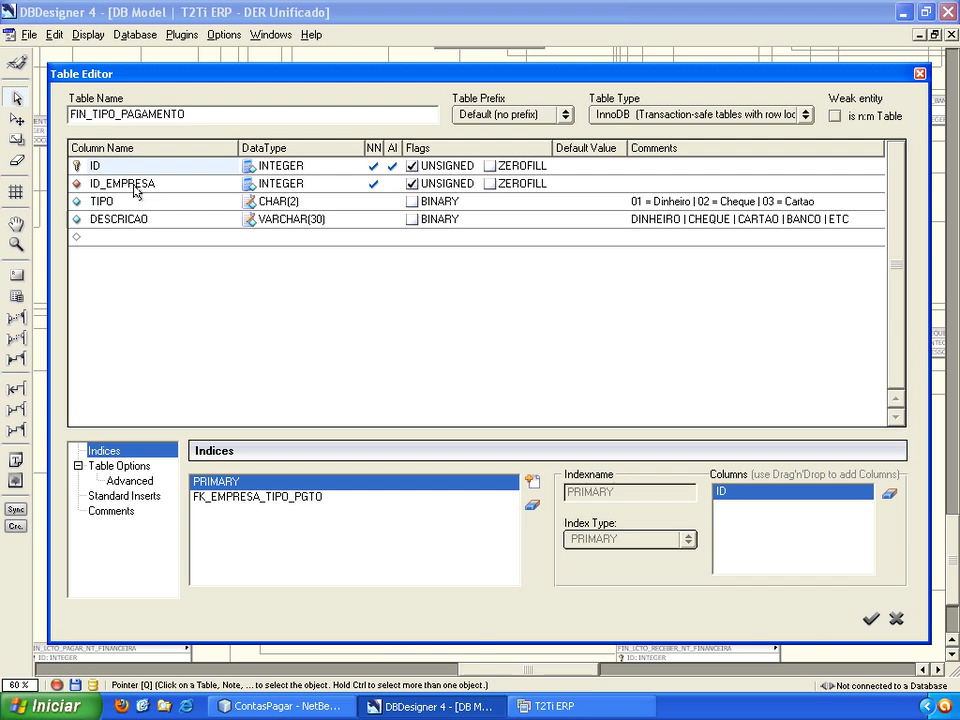 DBDesigner 4 - [DB Model | T2Ti ERP - DER Unificado]
File Edit Display Database Plugins Options Windows Help
Table Editor
Table Name Table Prefix Table Type Weak entity
FIN_TIPO_PAGAMENTO Default (no prefix) InnoDB (Transaction-safe tables with row loc is n:m Table
Column Name DataType NN AI Flags Default Value Comments
ID INTEGER UNSIGNED ZEROFILL
ID_EMPRESA INTEGER UNSIGNED ZEROFILL
TIPO CHAR(2) BINARY 01 = Dinheiro | 02 = Cheque | 03 = Cartao
DESCRICAO VARCHAR(30) BINARY DINHEIRO | CHEQUE | CARTAO | BANCO | ETC
Indices
Table Options
Advanced
Standard Inserts
Comments
Indices
PRIMARY
FK_EMPRESA_TIPO_PGTO
Indexname
PRIMARY
Index Type:
PRIMARY
Columns (use Drag'n'Drop to add Columns)
ID
Sync
Cre.
FIN_LCTO_PAGAR_NT_FINANCEIRA
ID: INTEGER
FIN_LCTO_RECEBER_NT_FINANCEIRA
ID: INTEGER
60 % Pointer [Q] (Click on a Table, Note, ... to select the object. Hold Ctrl to select more than one object.) Not connected to a Database
Iniciar ContasPagar - NetBe... DBDesigner 4 - [DB M... T2Ti ERP